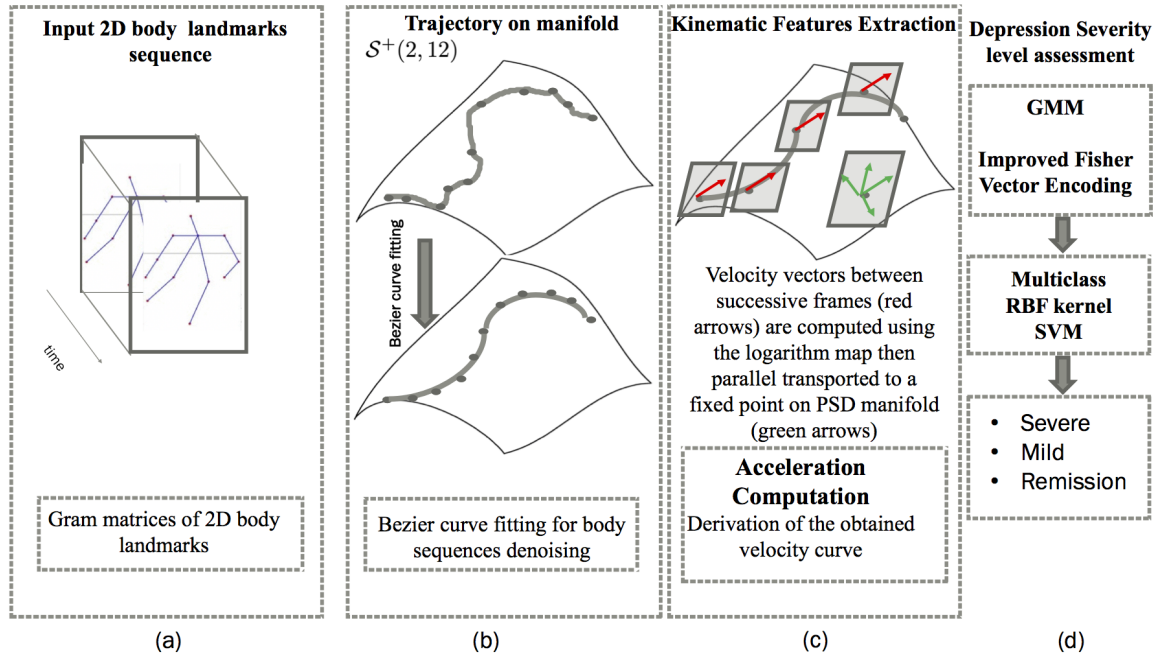 Input 2D body landmarks
sequence
time
Gram matrices of 2D body
landmarks
(a)
Trajectory on manifold
𝒮⁺(2, 12)
Bezier curve fitting
Bezier curve fitting for body
sequences denoising
(b)
Kinematic Features Extraction
Velocity vectors between
successive frames (red
arrows) are computed using
the logarithm map then
parallel transported to a
fixed point on PSD manifold
(green arrows)
Acceleration
Computation
Derivation of the obtained
velocity curve
(c)
Depression Severity
level assessment
GMM
Improved Fisher
Vector Encoding
Multiclass
RBF kernel
SVM
• Severe
• Mild
• Remission
(d)